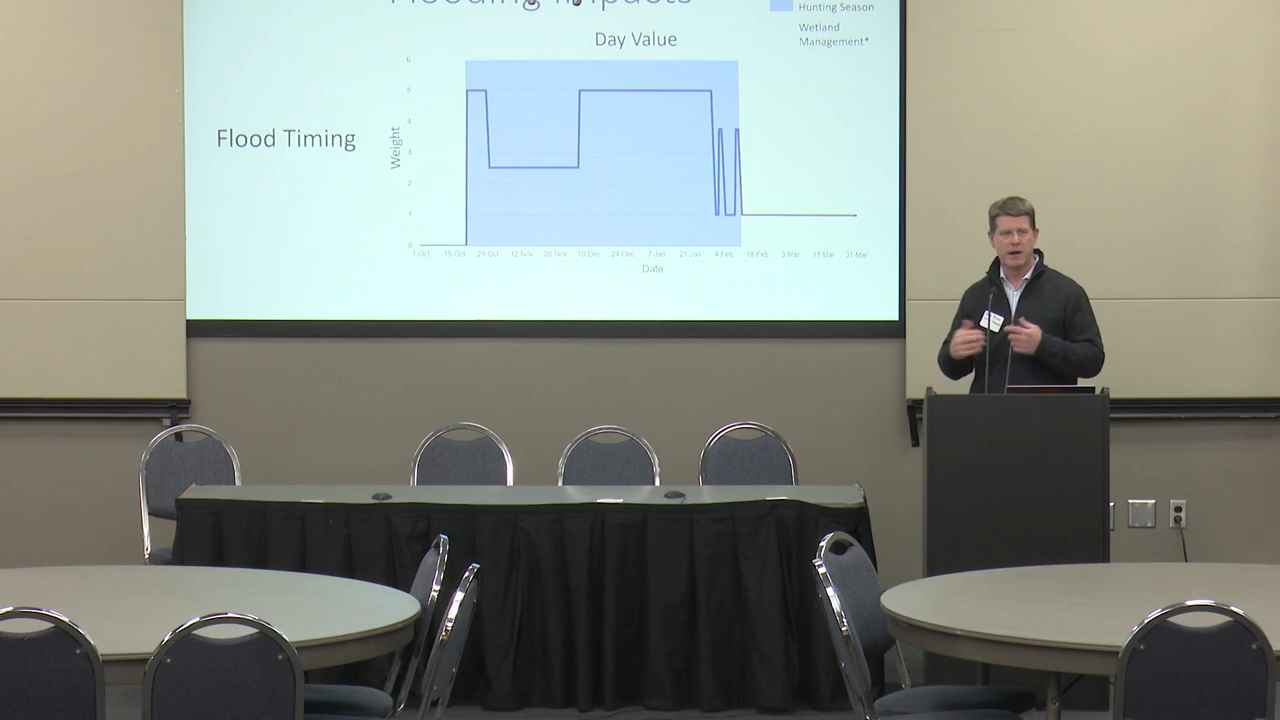 Flooding Impacts
Hunting Season
Wetland
Management*
Day Value
Flood Timing
Weight
6
5
4
3
2
1
0
1-Oct 15-Oct 29-Oct 12-Nov 26-Nov 10-Dec 24-Dec 7-Jan 21-Jan 4-Feb 18-Feb 3-Mar 17-Mar 31-Mar
Date